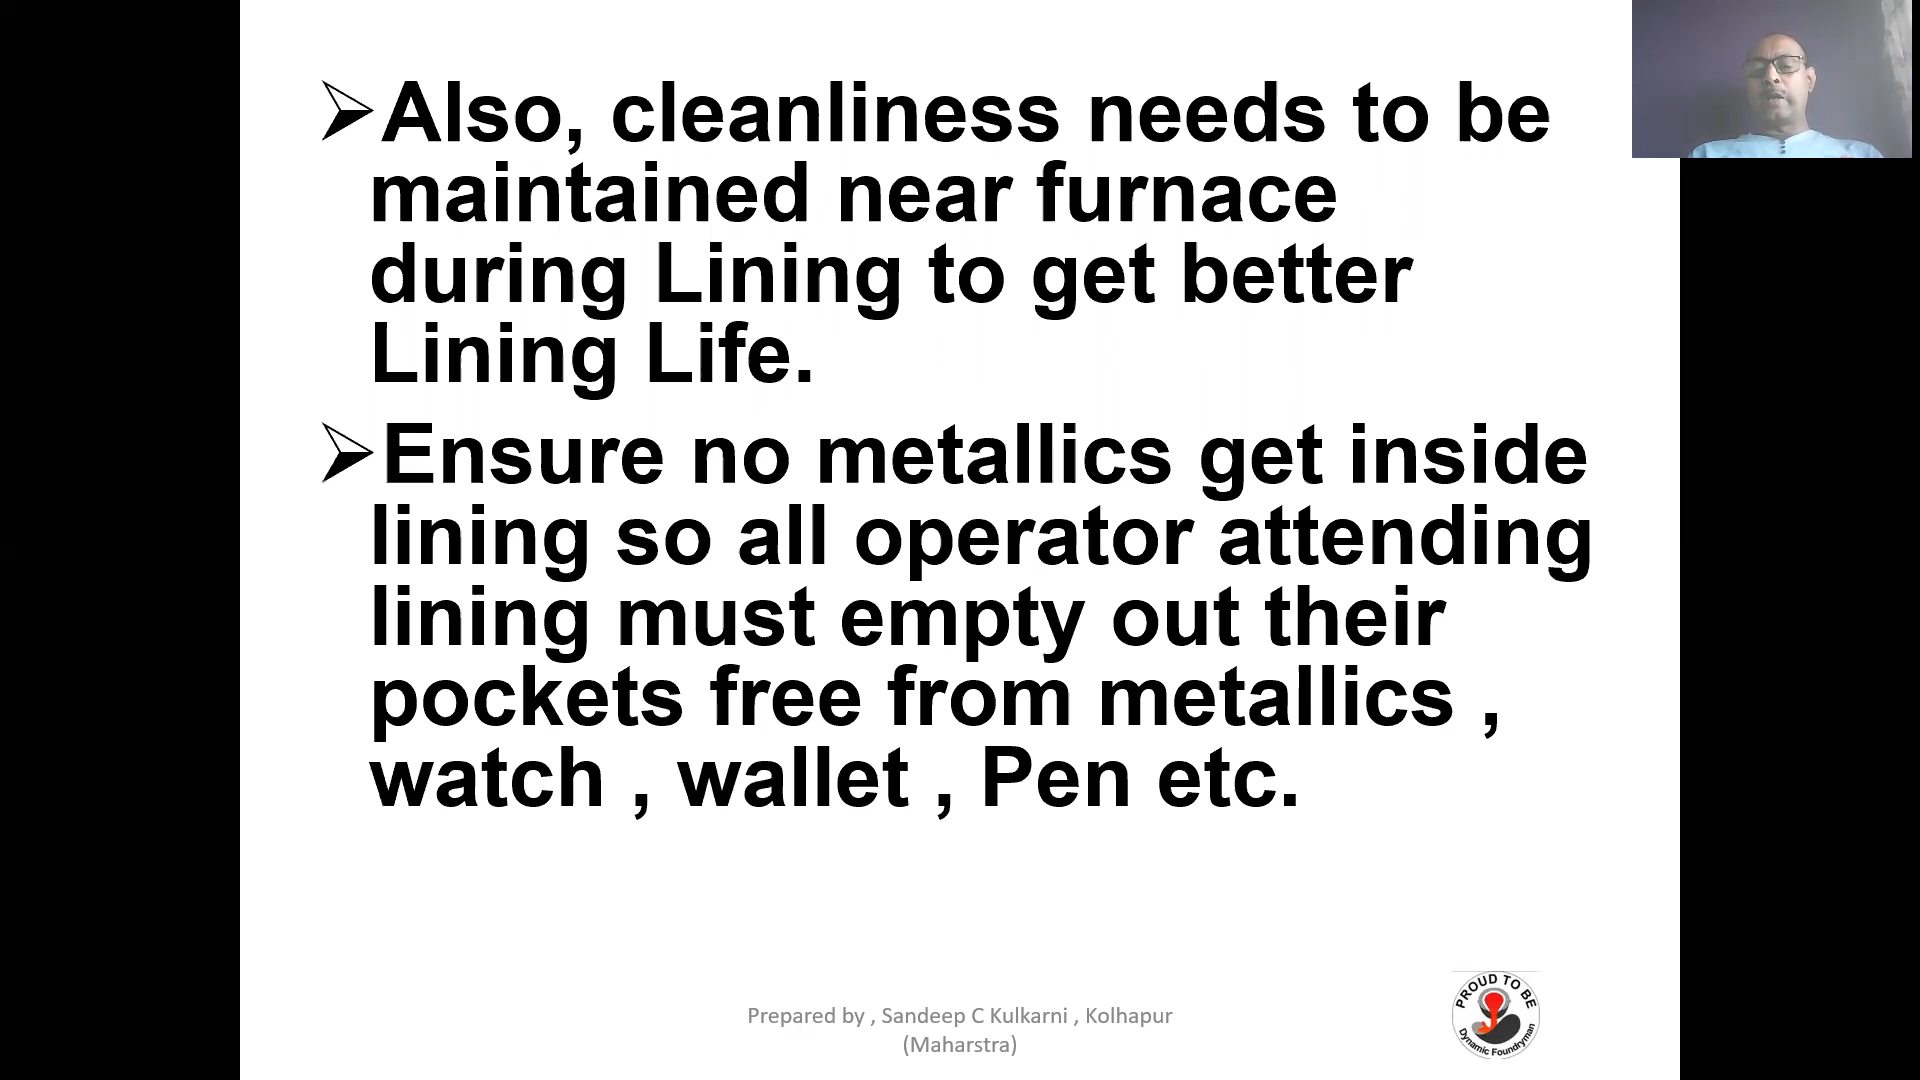 ➢Also, cleanliness needs to be
maintained near furnace
during Lining to get better
Lining Life.
➢Ensure no metallics get inside
lining so all operator attending
lining must empty out their
pockets free from metallics ,
watch , wallet , Pen etc.
Prepared by , Sandeep C Kulkarni , Kolhapur
(Maharstra)
PROUD TO BE
Dynamic Foundryman